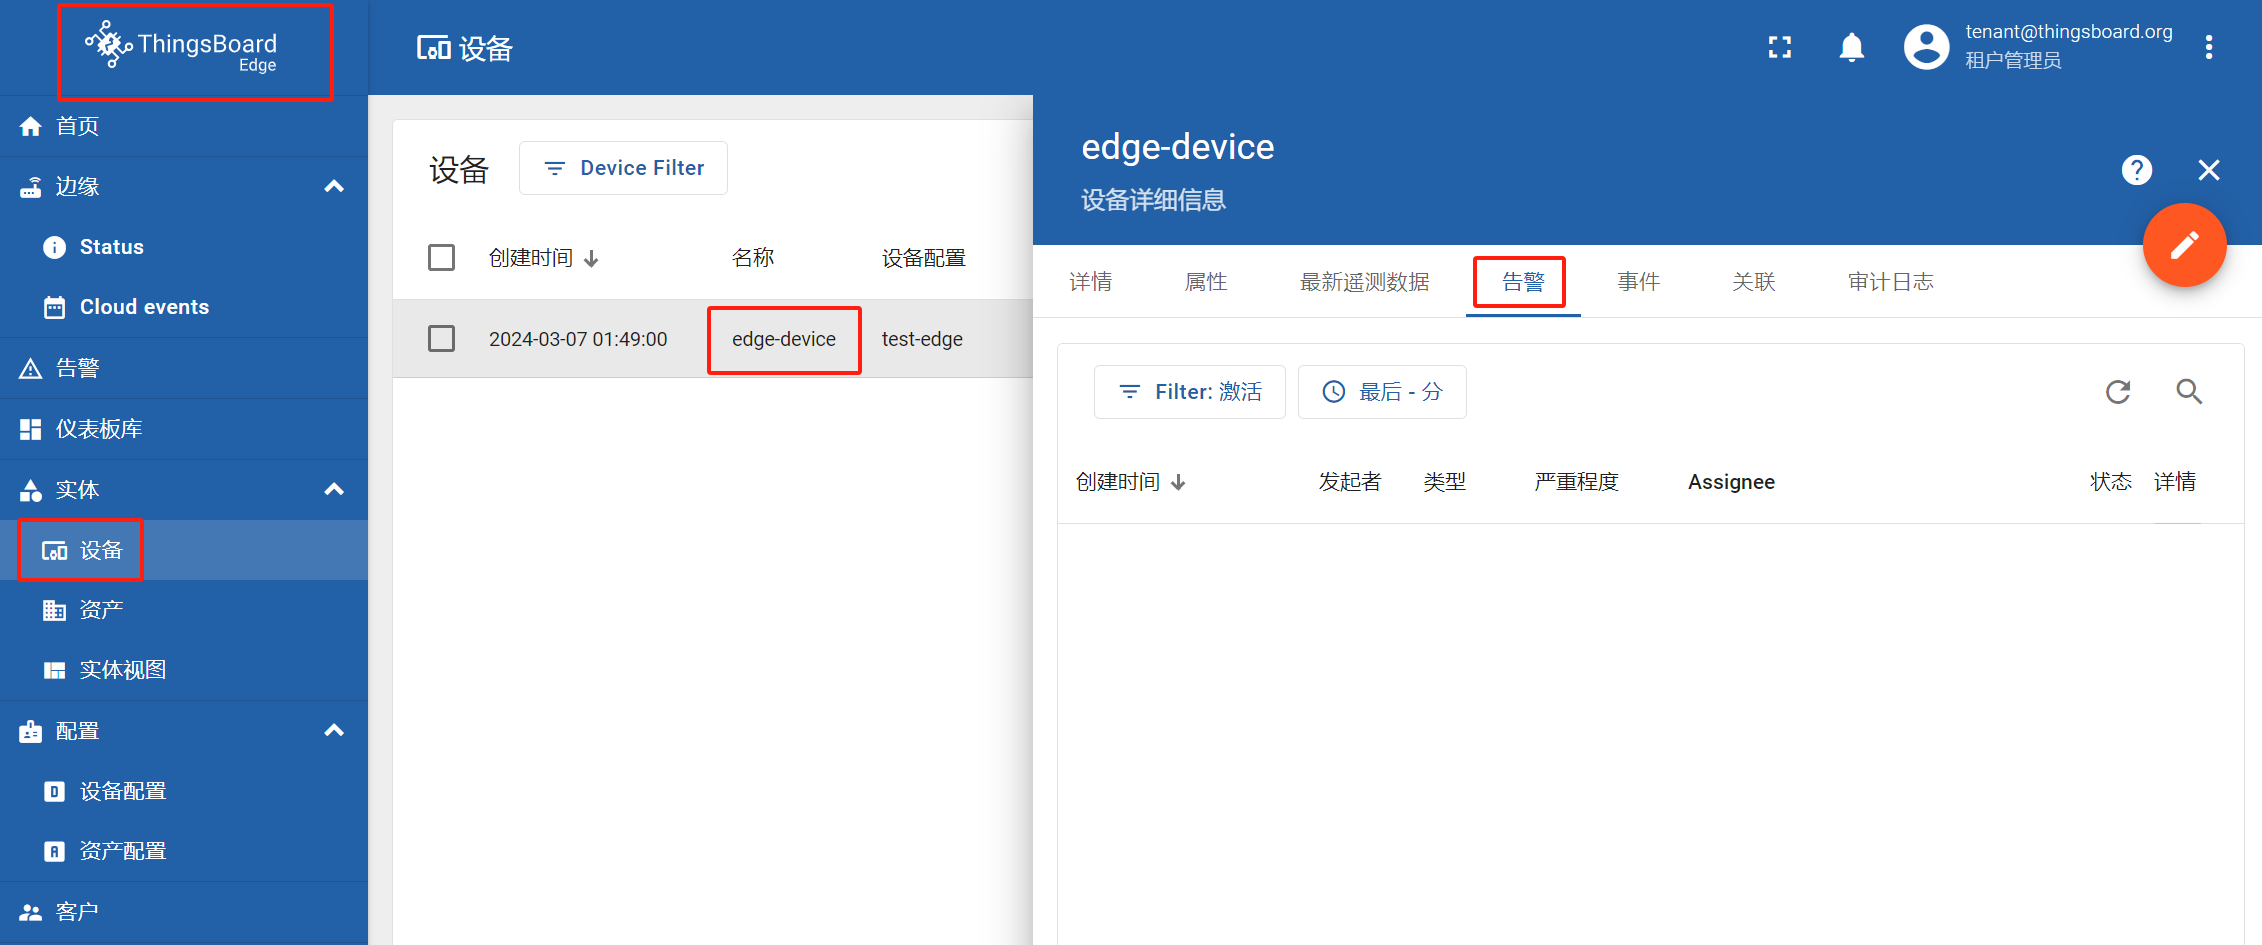 ThingsBoard
Edge
首页
边缘
Status
Cloud events
告警
仪表板库
实体
设备
资产
实体视图
配置
设备配置
资产配置
客户
设备
tenant@thingsboard.org
租户管理员
设备
Device Filter
创建时间 名称 设备配置
2024-03-07 01:49:00 edge-device test-edge
edge-device
设备详细信息
详情 属性 最新遥测数据 告警 事件 关联 审计日志
Filter: 激活 最后 - 分
创建时间 发起者 类型 严重程度 Assignee 状态 详情